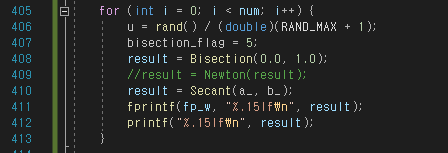 405 for (int i = 0; i < num; i++) {
406 u = rand() / (double)(RAND_MAX + 1);
407 bisection_flag = 5;
408 result = Bisection(0.0, 1.0);
409 //result = Newton(result);
410 result = Secant(a_, b_);
411 fprintf(fp_w, "%.15lf₩n", result);
412 printf("%.15lf₩n", result);
413 }